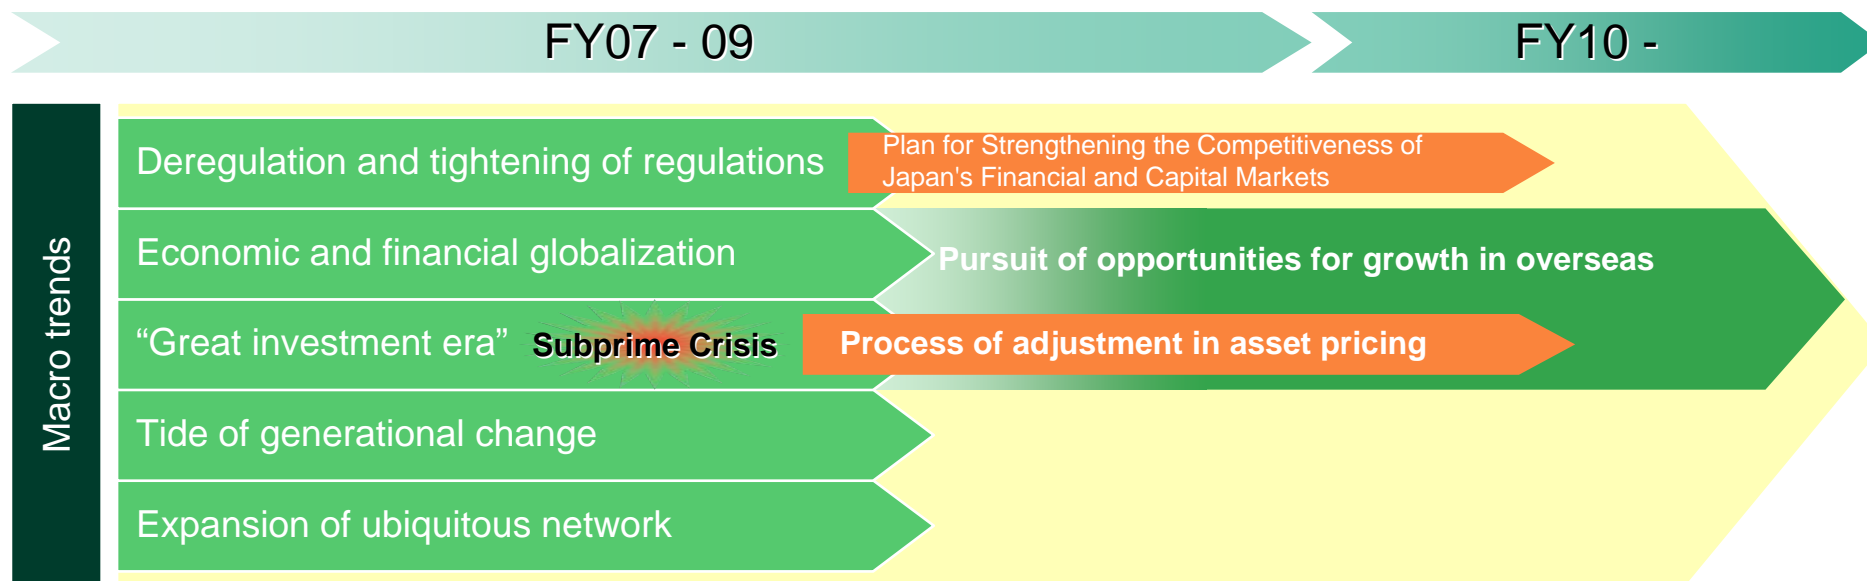 FY07 - 09
FY10 -
Macro trends
Deregulation and tightening of regulations
Plan for Strengthening the Competitiveness of
Japan's Financial and Capital Markets
Economic and financial globalization
Pursuit of opportunities for growth in overseas
“Great investment era”
Subprime Crisis
Process of adjustment in asset pricing
Tide of generational change
Expansion of ubiquitous network